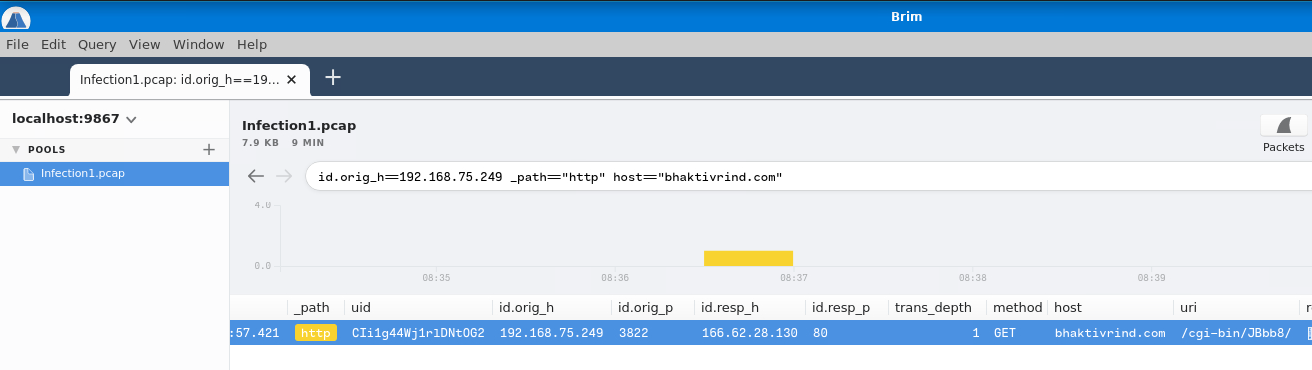 Brim
File Edit Query View Window Help
Infection1.pcap: id.orig_h==19... × +
localhost:9867
POOLS +
Infection1.pcap
Infection1.pcap
7.9 KB 9 MIN
Packets
id.orig_h==192.168.75.249 _path=="http" host=="bhaktivrind.com"
4.0
0.0
08:35 08:36 08:37 08:38 08:39
_path uid id.orig_h id.orig_p id.resp_h id.resp_p trans_depth method host uri
:57.421 http CIi1g44Wj1rlDNtOG2 192.168.75.249 3822 166.62.28.130 80 1 GET bhaktivrind.com /cgi-bin/JBbb8/